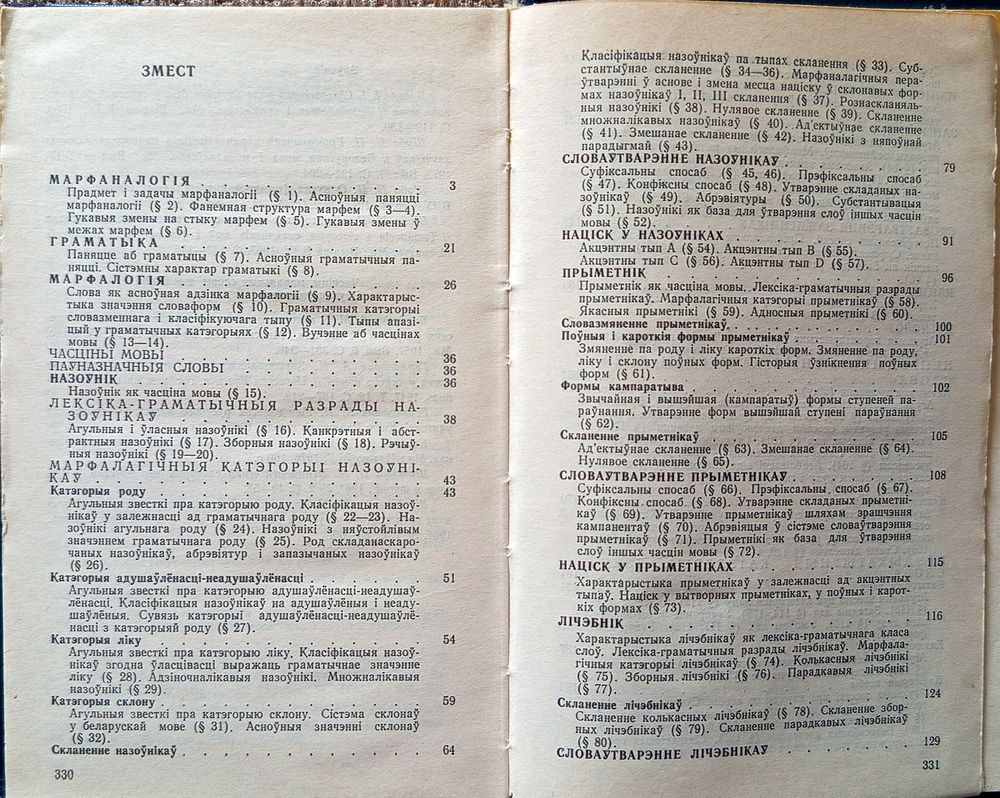 ЗМЕСТ
МАРФАНАЛОГІЯ . . . . . . . . . . . . 3
Прадмет і задачы марфаналогіі (§ 1). Асноўныя паняцці
марфаналогіі (§ 2). Фанемная структура марфем (§ 3—4).
Гукавыя змены на стыку марфем (§ 5). Гукавыя змены ў
межах марфем (§ 6).
ГРАМАТЫКА . . . . . . . . . . . . 21
Паняцце аб граматыцы (§ 7). Асноўныя граматычныя па-
няцці. Сістэмны характар граматыкі (§ 8).
МАРФАЛОГІЯ . . . . . . . . . . . . 26
Слова як асноўная адзінка марфалогіі (§ 9). Характарыс-
тыка значэння словаформ (§ 10). Граматычныя катэгорыі
словазменнага і класіфікуючага тыпу (§ 11). Тыпы апазі-
цый у граматычных катэгорыях (§ 12). Вучэнне аб часцінах
мовы (§ 13—14).
ЧАСЦІНЫ МОВЫ . . . . . . . . . . . . 36
ПАЎНАЗНАЧНЫЯ СЛОВЫ . . . . . . . . . . 36
НАЗОЎНІК . . . . . . . . . . . . 36
Назоўнік як часціна мовы (§ 15).
ЛЕКСІКА-ГРАМАТЫЧНЫЯ РАЗРАДЫ НА-
ЗОЎНІКАЎ . . . . . . . . . . . . 38
Агульныя і ўласныя назоўнікі (§ 16). Канкрэтныя і абст-
рактныя назоўнікі (§ 17). Зборныя назоўнікі (§ 18). Рэчыў-
ныя назоўнікі (§ 19—20).
МАРФАЛАГІЧНЫЯ КАТЭГОРЫІ НАЗОЎНІ-
КАЎ . . . . . . . . . . . . 43
Катэгорыя роду . . . . . . . . . . . . 43
Агульныя звесткі пра катэгорыю роду. Класіфікацыя назоў-
нікаў у залежнасці ад граматычнага роду (§ 22—23). На-
зоўнікі агульнага роду (§ 24). Назоўнікі з няўстойлівым
значэннем граматычнага роду (§ 25). Род складанаскаро-
чаных назоўнікаў, абрэвіятур і запазычаных назоўнікаў
(§ 26).
Катэгорыя адушаўлёнасці-неадушаўлёнасці . . . . . . 51
Агульныя звесткі пра катэгорыю адушаўлёнасці-неадушаў-
лёнасці. Класіфікацыя назоўнікаў на адушаўлёныя і неаду-
шаўлёныя. Сувязь катэгорыі адушаўлёнасці-неадушаўлё-
насці з катэгорыяй роду (§ 27).
Катэгорыя ліку . . . . . . . . . . . . 54
Агульныя звесткі пра катэгорыю ліку. Класіфікацыя назоў-
нікаў згодна ўласцівасці выражаць граматычнае значэнне
ліку (§ 28). Адзіночналікавыя назоўнікі. Множналікавыя
назоўнікі (§ 29).
Катэгорыя склону . . . . . . . . . . . . 59
Агульныя звесткі пра катэгорыю склону. Сістэма склонаў
у беларускай мове (§ 31). Асноўныя значэнні склонаў
(§ 32).
Скланенне назоўнікаў . . . . . . . . . . 64
330
Класіфікацыя назоўнікаў па тыпах скланення (§ 33). Суб-
стантыўнае скланенне (§ 34—36). Марфаналагічныя пера-
ўтварэнні ў аснове і змена месца націску ў склонавых фор-
мах назоўнікаў I, II, III скланення (§ 37). Рознаскланяль-
ныя назоўнікі (§ 38). Нулявое скланенне (§ 39). Скланенне
множналікавых назоўнікаў (§ 40). Ад'ектыўнае скланенне
(§ 41). Змешанае скланенне (§ 42). Назоўнікі з няпоўнай
парадыгмай (§ 43).
СЛОВАЎТВАРЭННЕ НАЗОЎНІКАЎ . . . . . . 79
Суфіксальны спосаб (§ 45, 46). Прэфіксальны спосаб
(§ 47). Конфіксны спосаб (§ 48). Утварэнне складаных на-
зоўнікаў (§ 49). Абрэвіятуры (§ 50). Субстантывацыя
(§ 51). Назоўнікі як база для ўтварэння слоў іншых часцін
мовы (§ 52).
НАЦІСК У НАЗОЎНІКАХ . . . . . . . . 91
Акцэнтны тып А (§ 54). Акцэнтны тып В (§ 55).
Акцэнтны тып С (§ 56). Акцэнтны тып D (§ 57).
ПРЫМЕТНІК . . . . . . . . . . . . 96
Прыметнік як часціна мовы. Лексіка-граматычныя разрады
прыметнікаў. Марфалагічныя катэгорыі прыметнікаў (§ 58).
Якасныя прыметнікі (§ 59). Адносныя прыметнікі (§ 60).
Словазмяненне прыметнікаў . . . . . . . . 100
Поўныя і кароткія формы прыметнікаў . . . . . . 101
Змяненне па роду і ліку кароткіх форм. Змяненне па роду,
ліку і склону поўных форм. Гісторыя ўзнікнення поўных
форм (§ 61).
Формы кампаратыва . . . . . . . . . . 102
Звычайная і вышэйшая (кампаратыў) формы ступеней па-
раўнання. Утварэнне форм вышэйшай ступені параўнання
(§ 62).
Скланенне прыметнікаў . . . . . . . . . . 105
Ад'ектыўнае скланенне (§ 63). Змешанае скланенне (§ 64).
Нулявое скланенне (§ 65).
СЛОВАЎТВАРЭННЕ ПРЫМЕТНІКАЎ . . . . . . 108
Суфіксальны спосаб (§ 66). Прэфіксальны спосаб (§ 67).
Конфіксны спосаб (§ 68). Утварэнне складаных прыметні-
каў (§ 69). Утварэнне прыметнікаў шляхам зрашчэння
кампанентаў (§ 70). Абрэвіяцыя ў сістэме словаўтварэння
прыметнікаў (§ 71). Прыметнікі як база для ўтварэння
слоў іншых часцін мовы (§ 72).
НАЦІСК У ПРЫМЕТНІКАХ . . . . . . . . 115
Характарыстыка прыметнікаў у залежнасці ад акцэнтных
тыпаў. Націск у вытворных прыметніках, у поўных і карот-
кіх формах (§ 73).
ЛІЧЭБНІК . . . . . . . . . . . . 116
Характарыстыка лічэбнікаў як лексіка-граматычнага класа
слоў. Лексіка-граматычныя разрады лічэбнікаў. Марфала-
гічныя катэгорыі лічэбнікаў (§ 74). Колькасныя лічэбнікі
(§ 75). Зборныя лічэбнікі (§ 76). Парадкавыя лічэбнікі
(§ 77).
Скланенне лічэбнікаў . . . . . . . . . . 124
Скланенне колькасных лічэбнікаў (§ 78). Скланенне збор-
ных лічэбнікаў (§ 79). Скланенне парадкавых лічэбнікаў
(§ 80).
СЛОВАЎТВАРЭННЕ ЛІЧЭБНІКАЎ . . . . . . 129
331